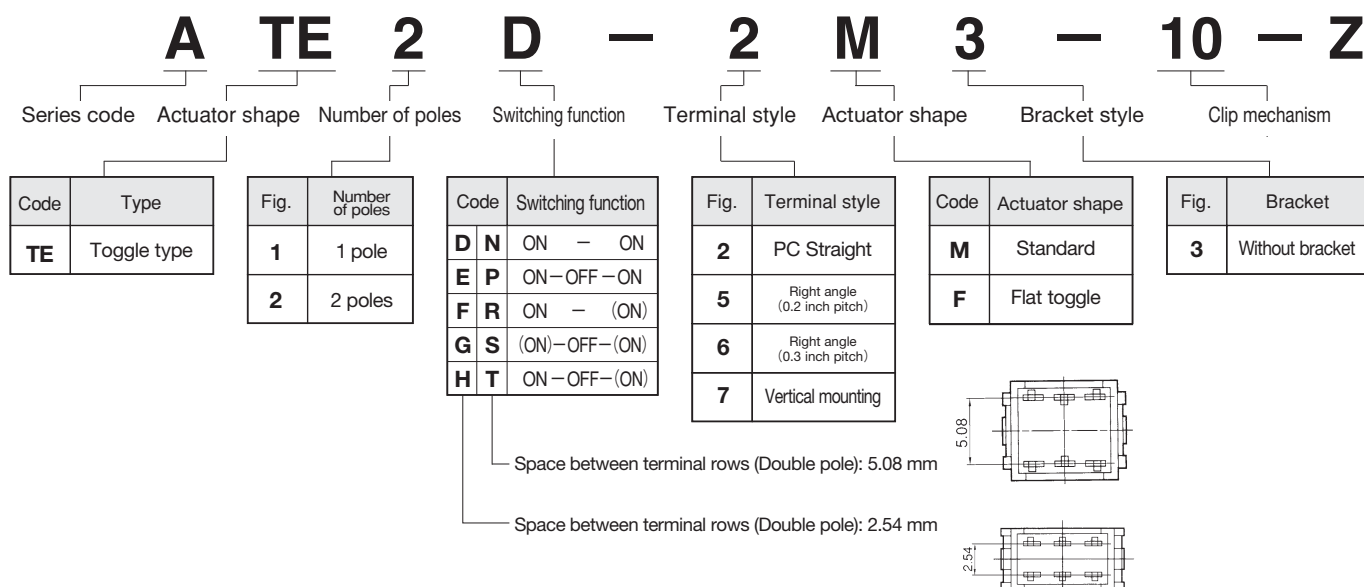 A TE 2 D — 2 M 3 — 10 — Z
Series code Actuator shape Number of poles Switching function Terminal style Actuator shape Bracket style Clip mechanism
Code Type
TE Toggle type
Fig. Number of poles
1 1 pole
2 2 poles
Code Switching function
D N ON — ON
E P ON—OFF—ON
F R ON — (ON)
G S (ON)—OFF—(ON)
H T ON—OFF—(ON)
Fig. Terminal style
2 PC Straight
5 Right angle (0.2 inch pitch)
6 Right angle (0.3 inch pitch)
7 Vertical mounting
Code Actuator shape
M Standard
F Flat toggle
Fig. Bracket
3 Without bracket
Space between terminal rows (Double pole): 5.08 mm
5.08
Space between terminal rows (Double pole): 2.54 mm
2.54